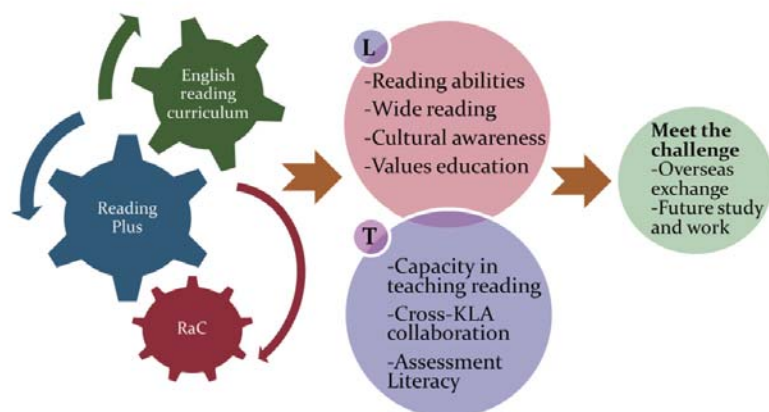 English
reading
curriculum
Reading
Plus
RaC
L
-Reading abilities
-Wide reading
-Cultural awareness
-Values education
T
-Capacity in
teaching reading
-Cross-KLA
collaboration
-Assessment
Literacy
Meet the
challenge
-Overseas
exchange
-Future study
and work